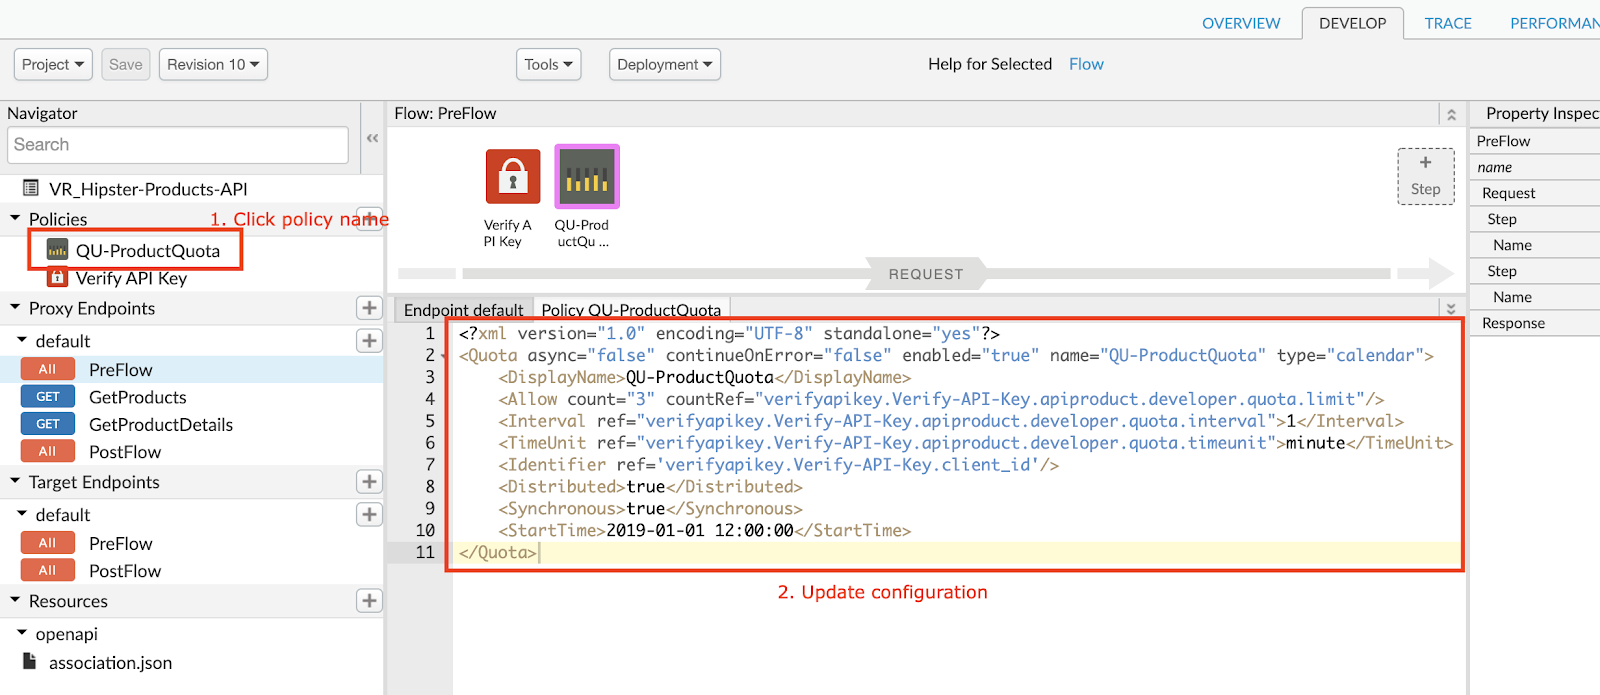 OVERVIEW DEVELOP TRACE PERFORMAN
Project Save Revision 10 Tools Deployment Help for Selected Flow
Navigator
Search
VR_Hipster-Products-API
Policies
1. Click policy name
QU-ProductQuota
Verify API Key
Proxy Endpoints
default
All PreFlow
GET GetProducts
GET GetProductDetails
All PostFlow
Target Endpoints
default
All PreFlow
All PostFlow
Resources
openapi
association.json
Flow: PreFlow
Verify A
PI Key
QU-Prod
uctQu ...
+
Step
REQUEST
Endpoint default Policy QU-ProductQuota
1 <?xml version="1.0" encoding="UTF-8" standalone="yes"?>
2 <Quota async="false" continueOnError="false" enabled="true" name="QU-ProductQuota" type="calendar">
3 <DisplayName>QU-ProductQuota</DisplayName>
4 <Allow count="3" countRef="verifyapikey.Verify-API-Key.apiproduct.developer.quota.limit"/>
5 <Interval ref="verifyapikey.Verify-API-Key.apiproduct.developer.quota.interval">1</Interval>
6 <TimeUnit ref="verifyapikey.Verify-API-Key.apiproduct.developer.quota.timeunit">minute</TimeUnit>
7 <Identifier ref='verifyapikey.Verify-API-Key.client_id'/>
8 <Distributed>true</Distributed>
9 <Synchronous>true</Synchronous>
10 <StartTime>2019-01-01 12:00:00</StartTime>
11 </Quota>
2. Update configuration
Property Inspec
PreFlow
name
Request
Step
Name
Step
Name
Response